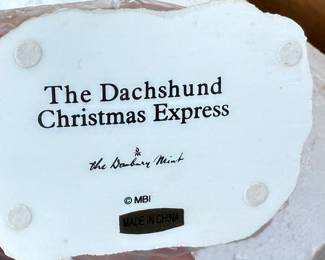 The Dachshund
Christmas Express
The Danbury Mint
© MBI
MADE IN CHINA